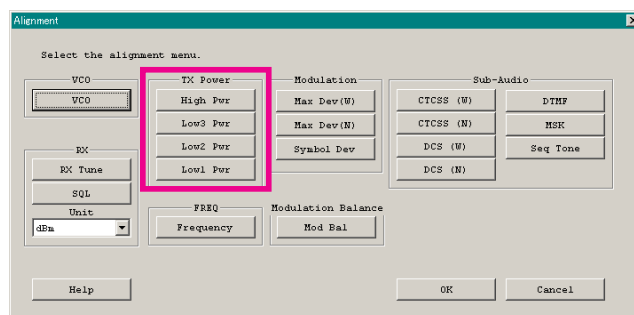 Alignment
Select the alignment menu.
VCO
VCO
TX Power
High Pwr
Low3 Pwr
Low2 Pwr
Low1 Pwr
Modulation
Max Dev(W)
Max Dev(N)
Symbol Dev
Sub-Audio
CTCSS (W)
CTCSS (N)
DCS (W)
DCS (N)
DTMF
MSK
Seq Tone
RX
RX Tune
SQL
Unit
dBm
FREQ
Frequency
Modulation Balance
Mod Bal
Help
OK
Cancel